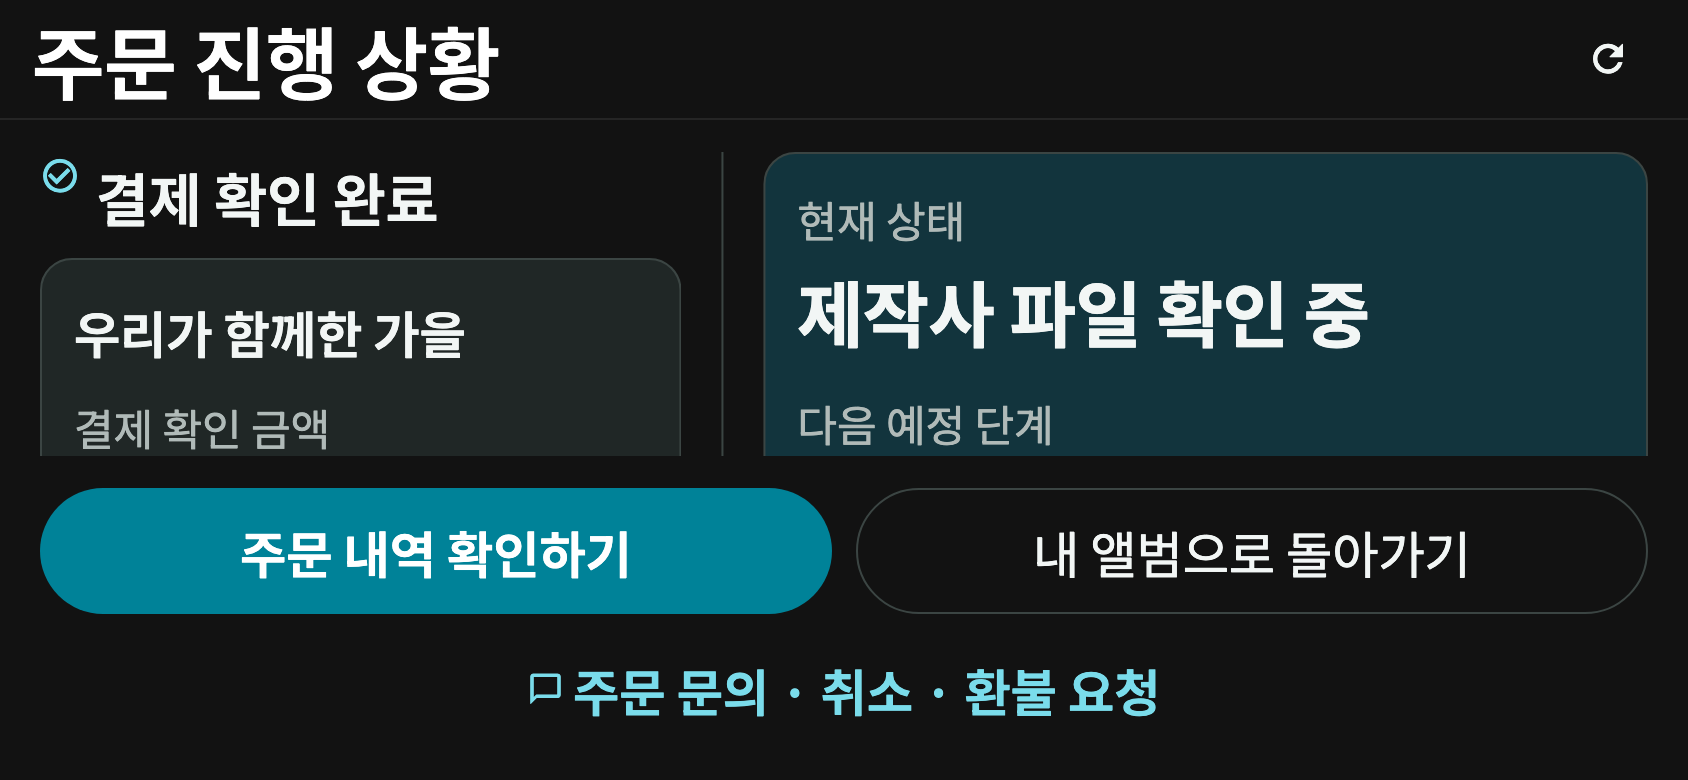 주문 진행 상황
결제 확인 완료
우리가 함께한 가을
결제 확인 금액
현재 상태
제작사 파일 확인 중
다음 예정 단계
주문 내역 확인하기
내 앨범으로 돌아가기
주문 문의 · 취소 · 환불 요청